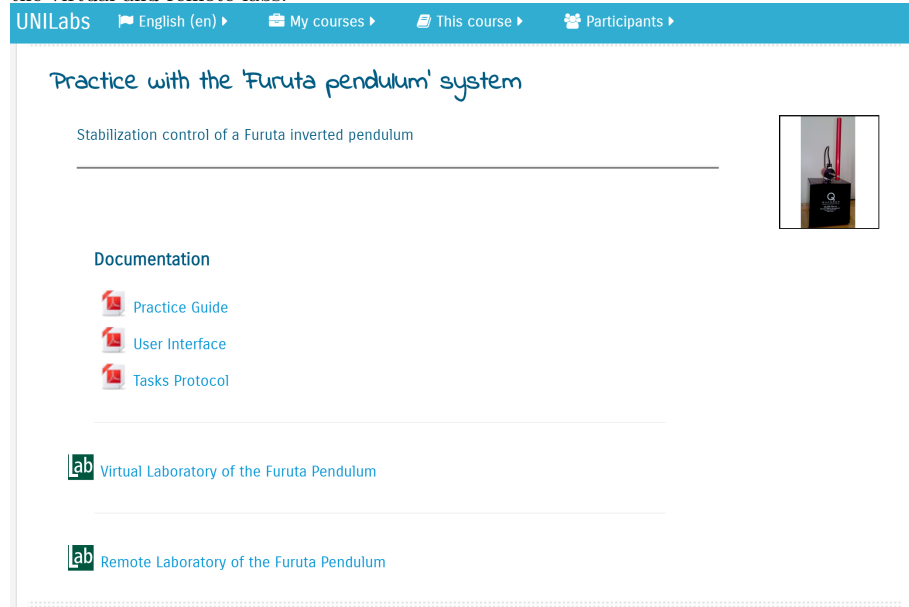 UNILabs English (en) My courses This course Participants
Practice with the 'Furuta pendulum' system
Stabilization control of a Furuta inverted pendulum
Documentation
Practice Guide
User Interface
Tasks Protocol
Lab Virtual Laboratory of the Furuta Pendulum
Lab Remote Laboratory of the Furuta Pendulum